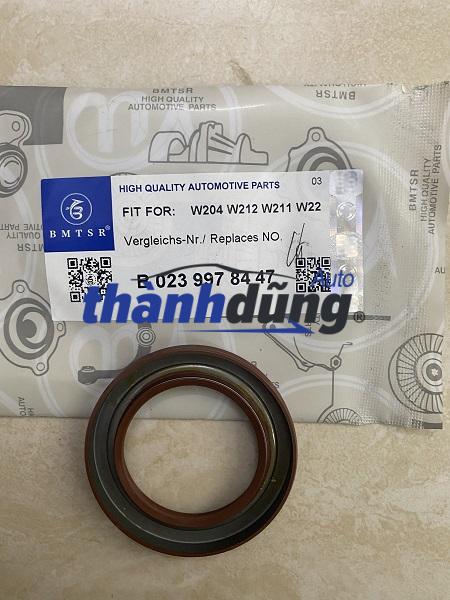 BMTSR
HIGH QUALITY
AUTOMOTIVE PARTS
BMTSR
HIGH QUALITY
AUTOMOTIVE PARTS
BMTSR
HIGH QUALITY AUTOMOTIVE PARTS 03
FIT FOR: W204 W212 W211 W22
Vergleichs-Nr./ Replaces NO.
B 023 997 84 47
Auto
thànhdũng
®